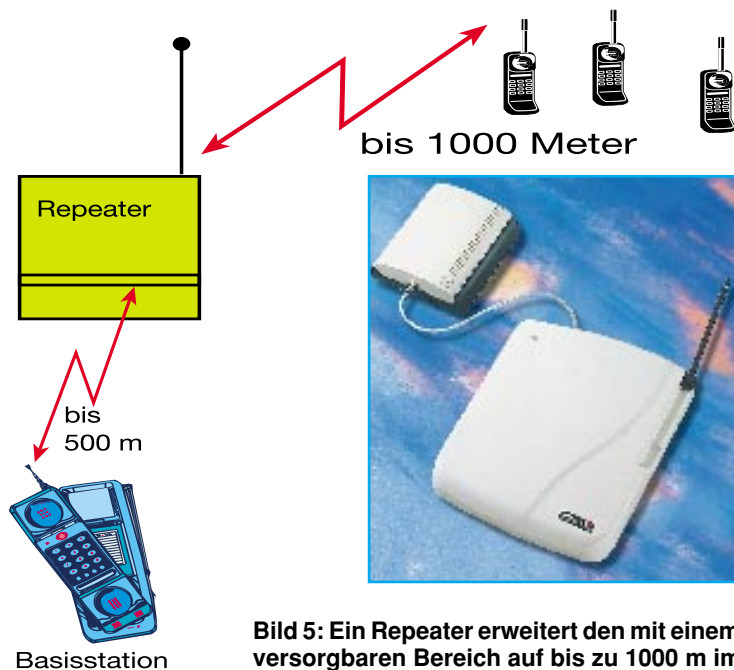 bis 1000 Meter
Repeater
bis
500 m
Basisstation
Bild 5: Ein Repeater erweitert den mit einem
versorgbaren Bereich auf bis zu 1000 m im